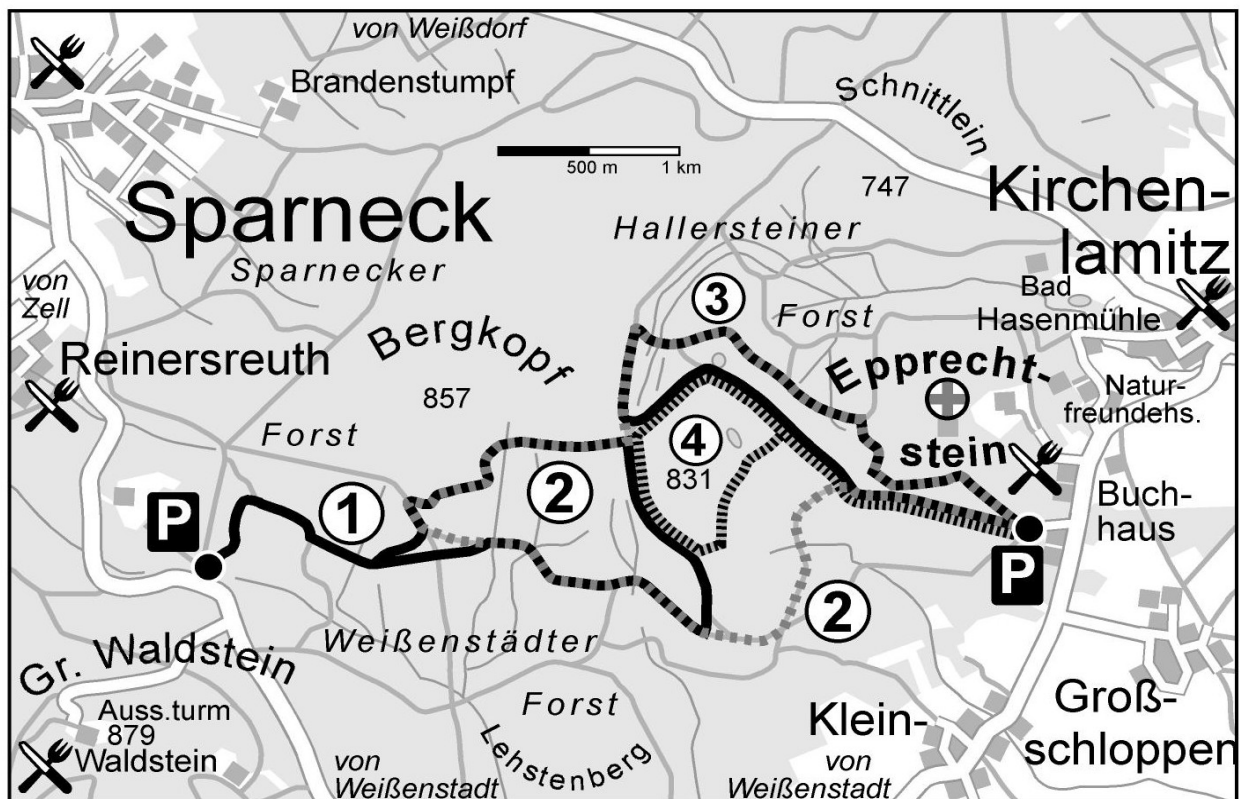 von Weißdorf
Brandenstumpf
Schnittlein
500 m
1 km
747
Kirchen-
lamitz
Sparneck
Sparnecker
Hallersteiner
von
Zell
Bad
Hasenmühle
3
Forst
Reinersreuth
Bergkopf
857
Epprecht-
stein
Natur-
freundehs.
Forst
4
831
1
2
Buch-
haus
P
P
2
Weißenstädter
Gr. Waldstein
Auss.turm
879
Waldstein
Forst
Lehstenberg
Klein-
Groß-
schloppen
von
Weißenstadt
von
Weißenstadt